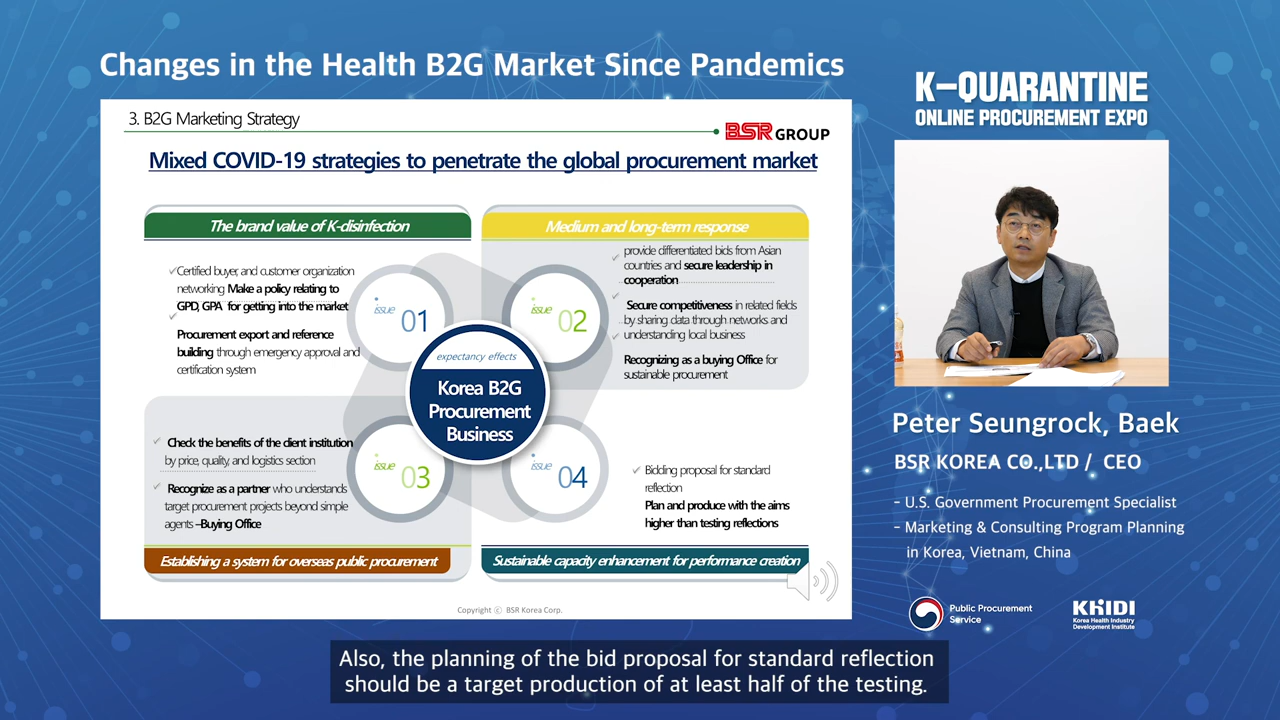 Changes in the Health B2G Market Since Pandemics
K-QUARANTINE
ONLINE PROCUREMENT EXPO
3. B2G Marketing Strategy
BSR GROUP
Mixed COVID-19 strategies to penetrate the global procurement market
The brand value of K-disinfection
Certified buyer, and customer organization
networking Make a policy relating to
GPD, GPA for getting into the market
Procurement export and reference
building through emergency approval and
certification system
issue 01
Medium and long-term response
provide differentiated bids from Asian
countries and secure leadership in
cooperation
Secure competitiveness in related fields
by sharing data through networks and
understanding local business
Recognizing as a buying Office for
sustainable procurement
issue 02
expectancy effects
Korea B2G
Procurement
Business
Check the benefits of the client institution
by price, quality, and logistics section
Recognize as a partner who understands
target procurement projects beyond simple
agents –Buying Office
issue 03
Establishing a system for overseas public procurement
issue 04
Bidding proposal for standard
reflection
Plan and produce with the aims
higher than testing reflections
Sustainable capacity enhancement for performance creation
Copyright ⓒ BSR Korea Corp.
Peter Seungrock, Baek
BSR KOREA CO.,LTD / CEO
- U.S. Government Procurement Specialist
- Marketing & Consulting Program Planning
in Korea, Vietnam, China
Public Procurement
Service
KHIDI
Korea Health Industry
Development Institute
Also, the planning of the bid proposal for standard reflection
should be a target production of at least half of the testing.